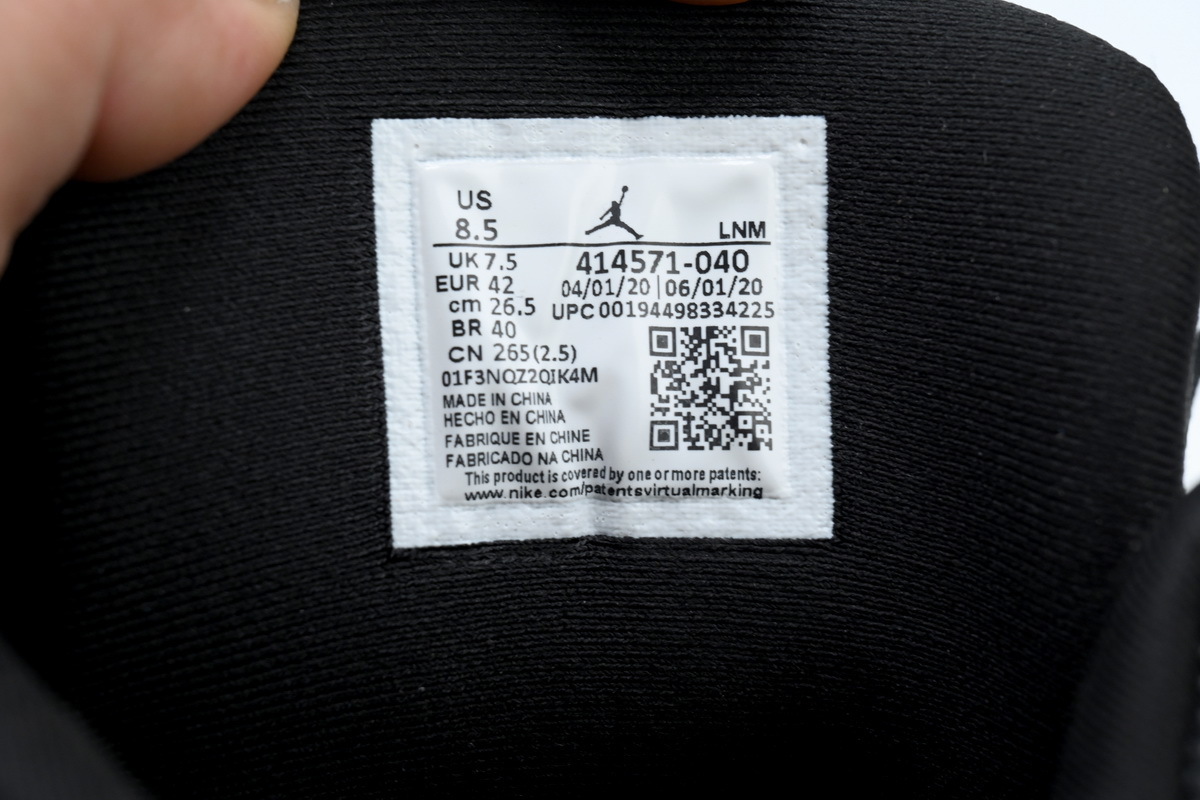 US
8.5
LNM
UK 7.5
414571-040
EUR 42
04/01/20 | 06/01/20
cm 26.5
UPC 00194498334225
BR 40
CN 265(2.5)
01F3NQZ2QIK4M
MADE IN CHINA
HECHO EN CHINA
FABRIQUE EN CHINE
FABRICADO NA CHINA
This product is covered by one or more patents:
www.nike.com/patentsvirtualmarking